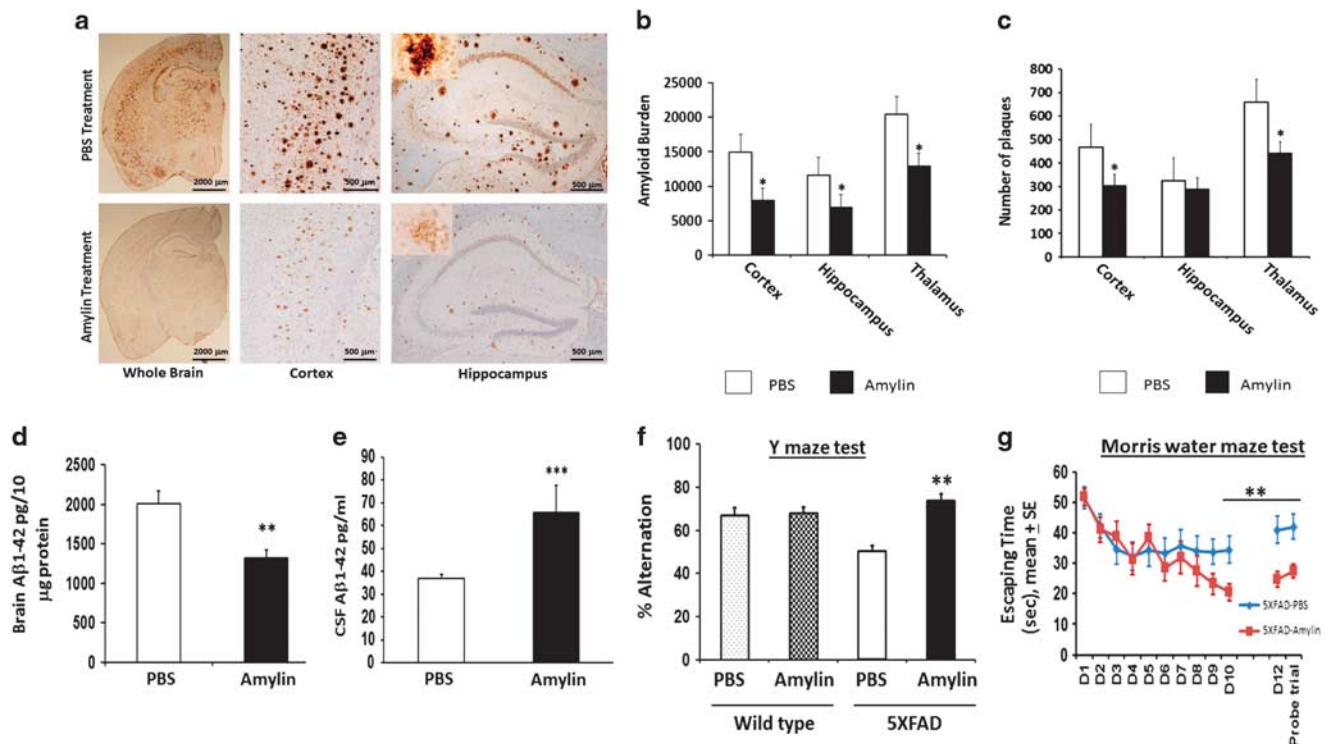 a
PBS Treatment
Amylin Treatment
2000 µm
500 µm
500 µm
2000 µm
500 µm
500 µm
Whole Brain
Cortex
Hippocampus
b
Amyloid Burden
25000
20000
15000
10000
5000
0
*
*
*
Cortex
Hippocampus
Thalamus
PBS
Amylin
c
Number of plaques
800
700
600
500
400
300
200
100
0
*
*
Cortex
Hippocampus
Thalamus
PBS
Amylin
d
Brain Aβ1-42 pg/10
µg protein
2500
2000
1500
1000
500
0
**
PBS
Amylin
e
CSF Aβ1-42 pg/ml
90
80
70
60
50
40
30
20
10
0
***
PBS
Amylin
f
Y maze test
% Alternation
100
80
60
40
20
0
**
PBS
Amylin
PBS
Amylin
Wild type
5XFAD
g
Morris water maze test
Escaping Time
(sec), mean ± SE
60
50
40
30
20
10
0
**
5XFAD-PBS
5XFAD-Amylin
D1
D2
D3
D4
D5
D6
D7
D8
D9
D10
D12
Probe trial